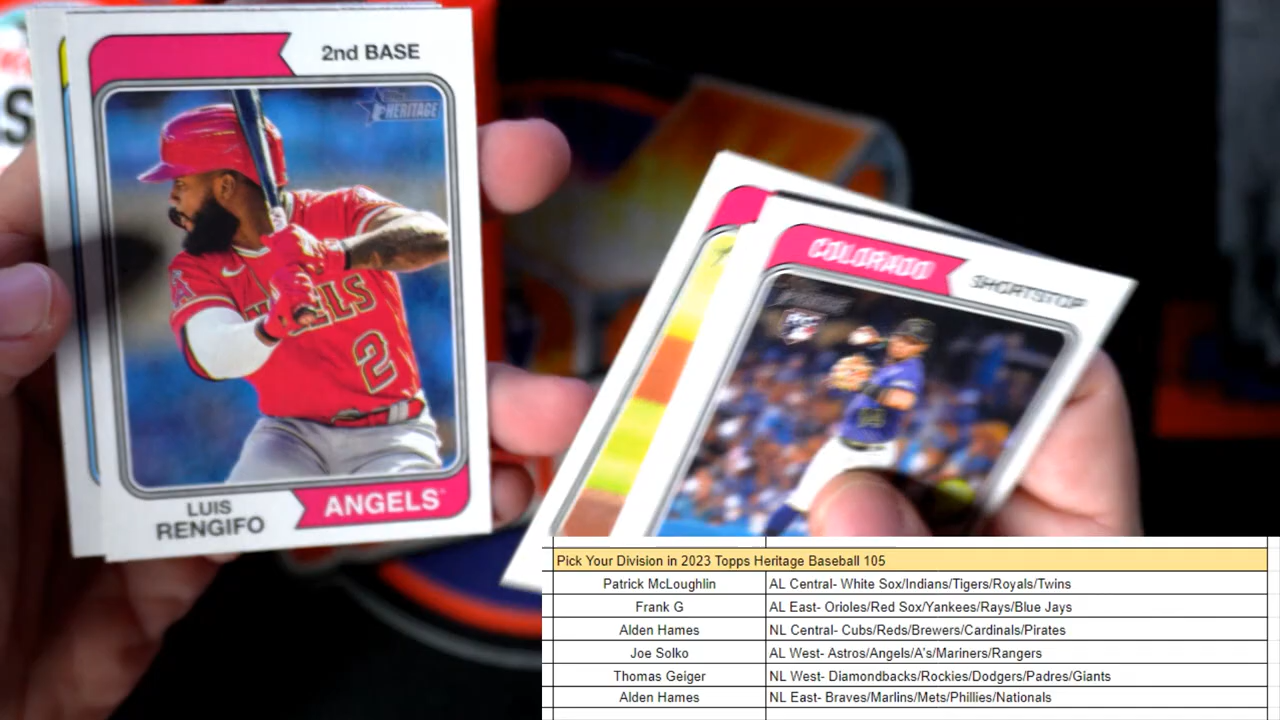 2nd BASE
HERITAGE
ANGELS
2
LUIS
RENGIFO
ANGELS
COLORADO
SHORTSTOP
Pick Your Division in 2023 Topps Heritage Baseball 105
Patrick McLoughlin AL Central- White Sox/Indians/Tigers/Royals/Twins
Frank G AL East- Orioles/Red Sox/Yankees/Rays/Blue Jays
Alden Hames NL Central- Cubs/Reds/Brewers/Cardinals/Pirates
Joe Solko AL West- Astros/Angels/A's/Mariners/Rangers
Thomas Geiger NL West- Diamondbacks/Rockies/Dodgers/Padres/Giants
Alden Hames NL East- Braves/Marlins/Mets/Phillies/Nationals